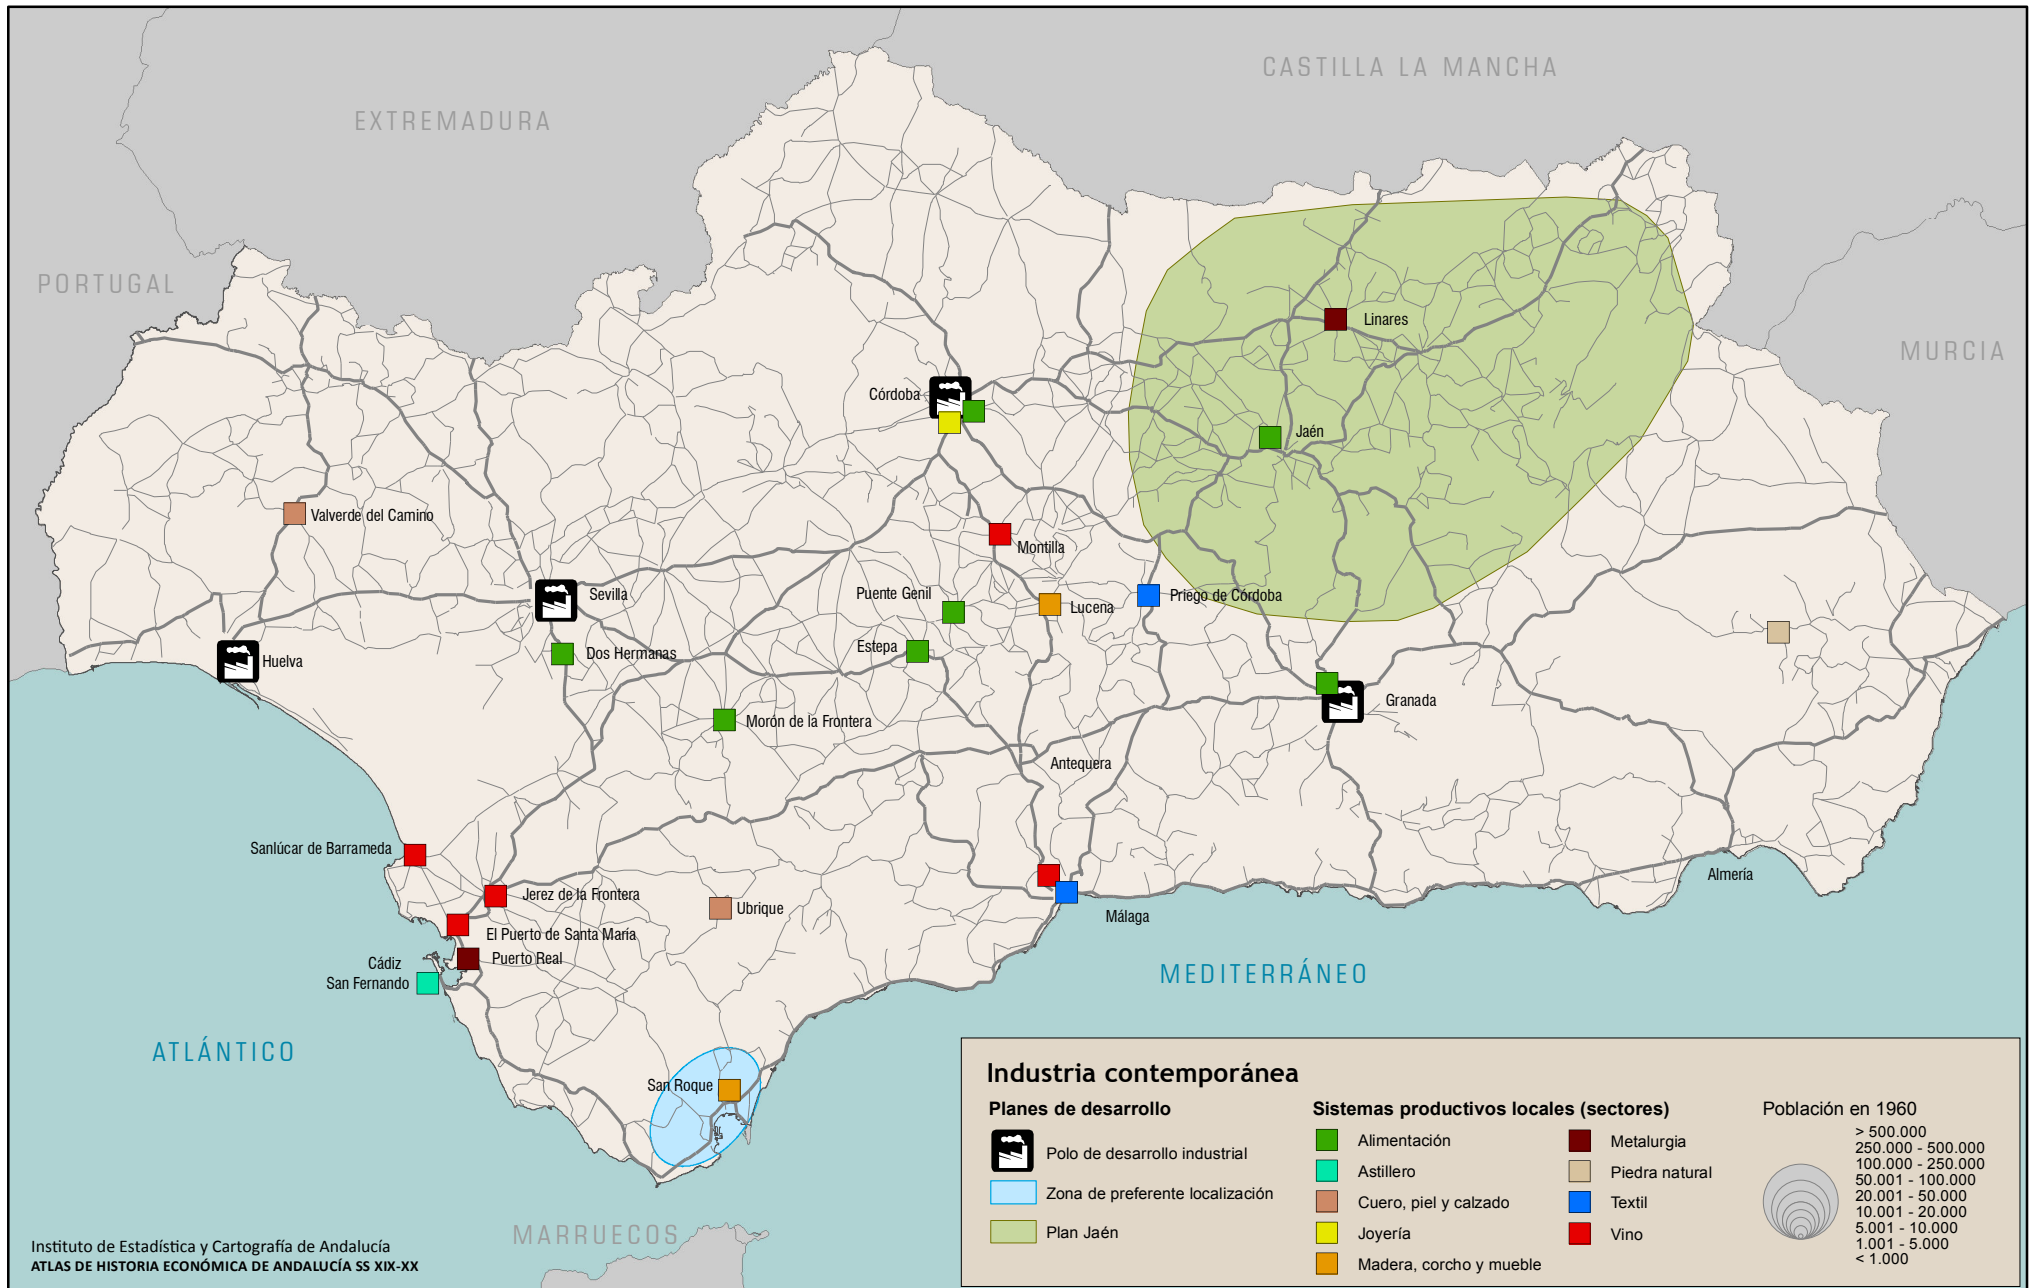 CASTILLA LA MANCHA
EXTREMADURA
PORTUGAL
MURCIA
Linares
Córdoba
Jaén
Valverde del Camino
Montilla
Sevilla
Puente Genil
Lucena
Priego de Córdoba
Huelva
Dos Hermanas
Estepa
Granada
Morón de la Frontera
Antequera
Sanlúcar de Barrameda
Almería
Jerez de la Frontera
Ubrique
Málaga
El Puerto de Santa María
Puerto Real
Cádiz
San Fernando
MEDITERRÁNEO
ATLÁNTICO
San Roque
MARRUECOS
Industria contemporánea
Planes de desarrollo
Polo de desarrollo industrial
Zona de preferente localización
Plan Jaén
Sistemas productivos locales (sectores)
Alimentación
Astillero
Cuero, piel y calzado
Joyería
Madera, corcho y mueble
Metalurgia
Piedra natural
Textil
Vino
Población en 1960
> 500.000
250.000 - 500.000
100.000 - 250.000
50.001 - 100.000
20.001 - 50.000
10.001 - 20.000
5.001 - 10.000
1.001 - 5.000
< 1.000
Instituto de Estadística y Cartografía de Andalucía
ATLAS DE HISTORIA ECONÓMICA DE ANDALUCÍA SS XIX-XX